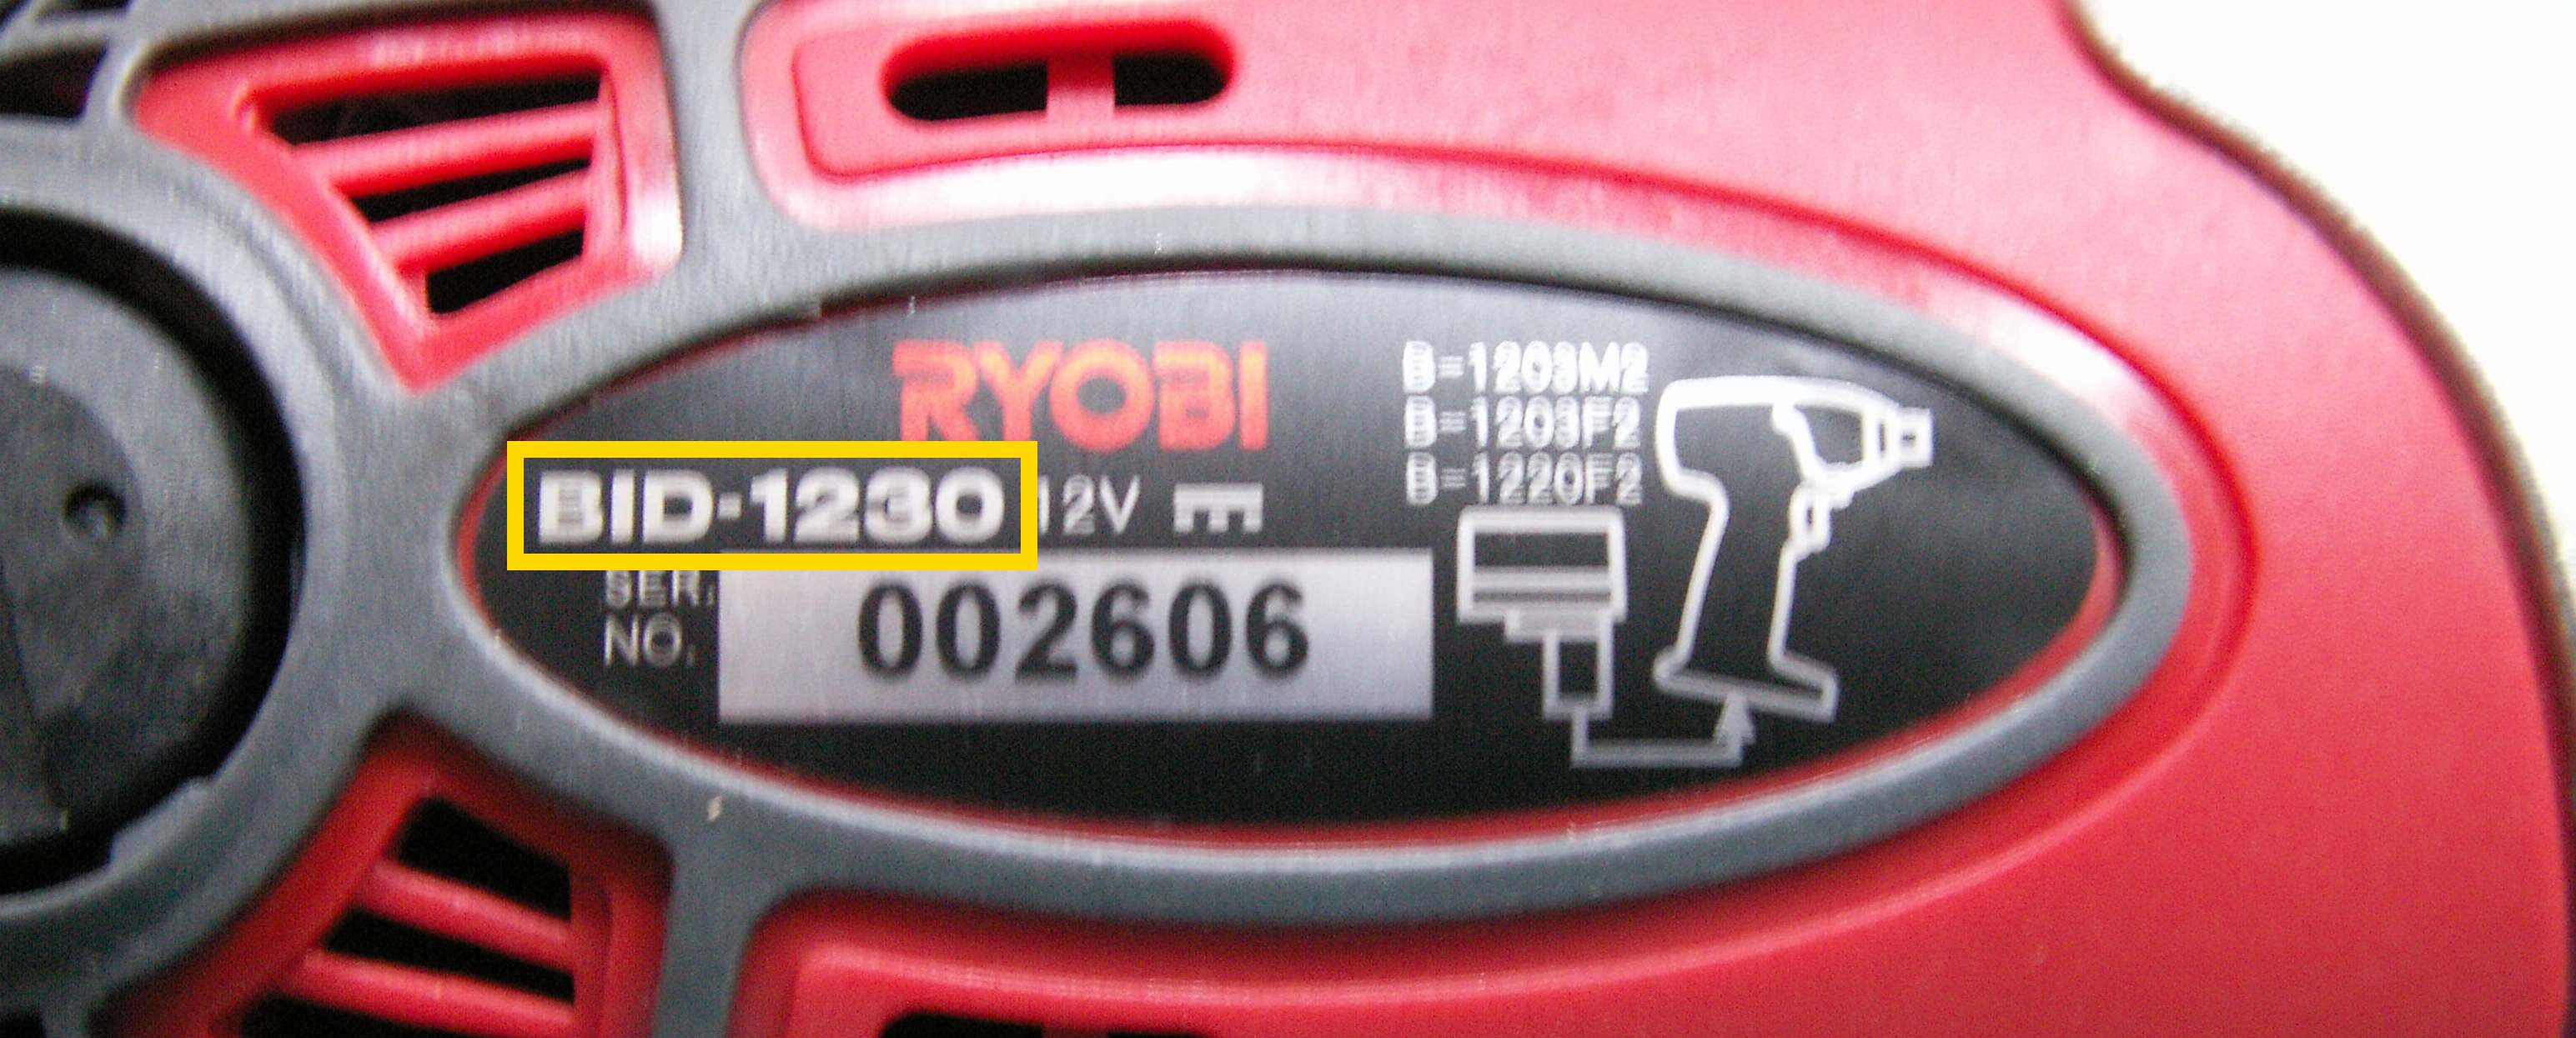 RYOBI
BID-1230 12V
SER.
NO.
002606
B-1203M2
B-1203F2
B-1220F2